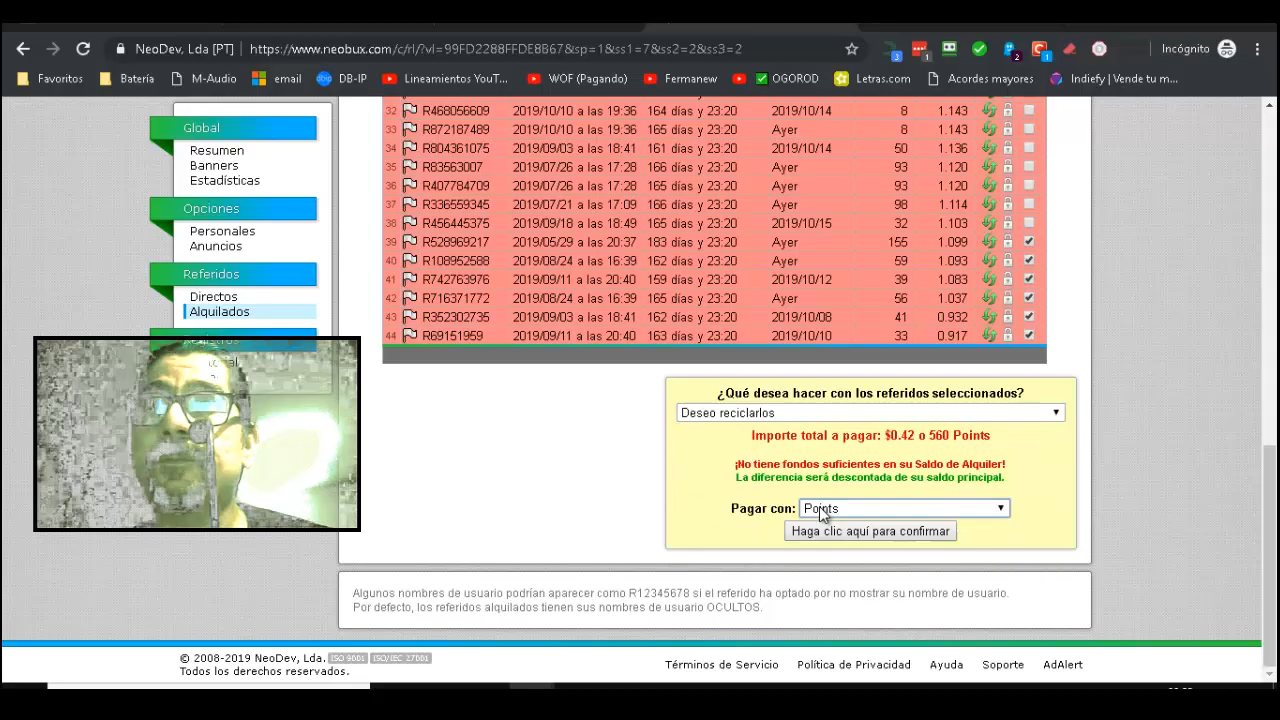 NeoDev, Lda [PT] https://www.neobux.com/c/rl/?vl=99FD2288FFDE8B67&sp=1&ss1=7&ss2=2&ss3=2 3 1 2 1 Incógnito
Favoritos Batería M-Audio email DB-IP Lineamientos YouT... WOF (Pagando) Fermanew OGOROD Letras.com Acordes mayores Indiefy | Vende tu m...
Global
Resumen
Banners
Estadísticas
Opciones
Personales
Anuncios
Referidos
Directos
Alquilados
32 R468056609 2019/10/10 a las 19:36 164 días y 23:20 2019/10/14 8 1.143
33 R872187489 2019/10/10 a las 19:36 165 días y 23:20 Ayer 8 1.143
34 R804361075 2019/09/03 a las 18:41 161 días y 23:20 2019/10/14 50 1.136
35 R83563007 2019/07/26 a las 17:28 166 días y 23:20 Ayer 93 1.120
36 R407784709 2019/07/26 a las 17:28 165 días y 23:20 Ayer 93 1.120
37 R336559345 2019/07/21 a las 17:09 166 días y 23:20 Ayer 98 1.114
38 R456445375 2019/09/18 a las 18:49 165 días y 23:20 2019/10/15 32 1.103
39 R528969217 2019/05/29 a las 20:37 183 días y 23:20 Ayer 155 1.099
40 R108952588 2019/08/24 a las 16:39 162 días y 23:20 Ayer 59 1.093
41 R742763976 2019/09/11 a las 20:40 159 días y 23:20 2019/10/12 39 1.083
42 R716371772 2019/08/24 a las 16:39 165 días y 23:20 Ayer 56 1.037
43 R352302735 2019/09/03 a las 18:41 162 días y 23:20 2019/10/08 41 0.932
44 R69151959 2019/09/11 a las 20:40 163 días y 23:20 2019/10/10 33 0.917
¿Qué desea hacer con los referidos seleccionados?
Deseo reciclarlos
Importe total a pagar: $0.42 o 560 Points
¡No tiene fondos suficientes en su Saldo de Alquiler!
La diferencia será descontada de su saldo principal.
Pagar con: Points
Haga clic aquí para confirmar
Algunos nombres de usuario podrían aparecer como R12345678 si el referido ha optado por no mostrar su nombre de usuario.
Por defecto, los referidos alquilados tienen sus nombres de usuario OCULTOS.
© 2008-2019 NeoDev, Lda. ISO 9001 ISO/IEC 27001
Todos los derechos reservados.
Términos de Servicio Política de Privacidad Ayuda Soporte AdAlert